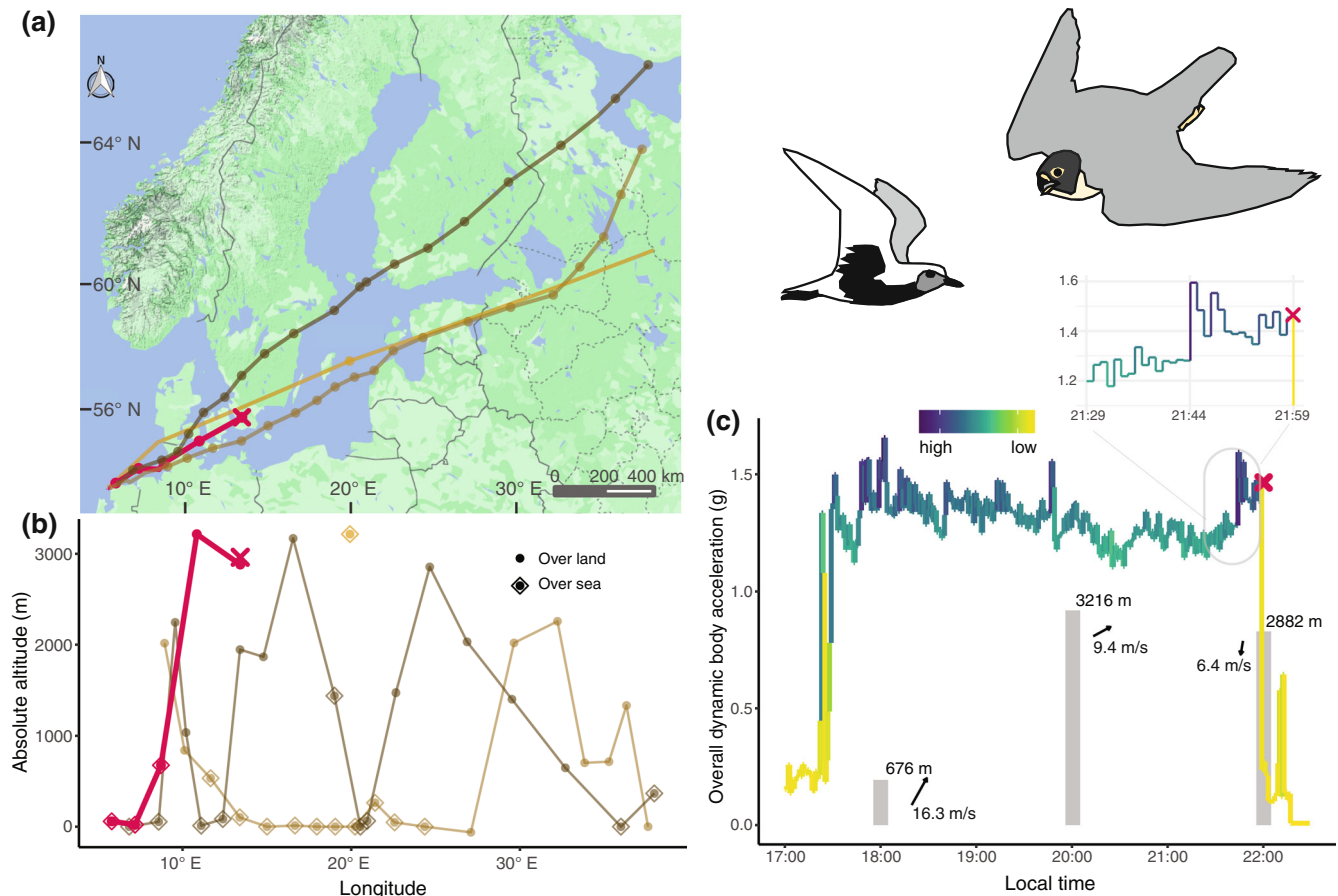 (a)
N
64° N
60° N
56° N
10° E
20° E
30° E
0 200 400 km
(b)
Absolute altitude (m)
3000
2000
1000
0
Over land
Over sea
10° E
20° E
30° E
Longitude
1.6
1.4
1.2
21:29
21:44
21:59
(c)
high
low
Overall dynamic body acceleration (g)
1.5
1.0
0.5
0.0
676 m
16.3 m/s
3216 m
9.4 m/s
2882 m
6.4 m/s
17:00
18:00
19:00
20:00
21:00
22:00
Local time